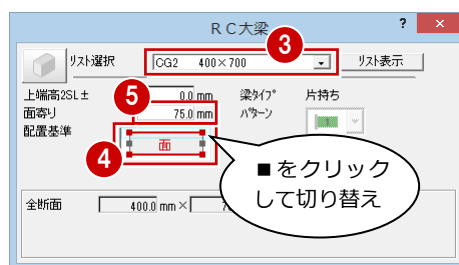 RC大梁 ? ×
3
リスト選択 CG2 400×700 リスト表示
上端高2SL± 0.0 mm 梁タイプ 片持ち
5
面寄り 75.0 mm パターン
配置基準
面
4
■をクリック
して切り替え
全断面 400.0 mm×